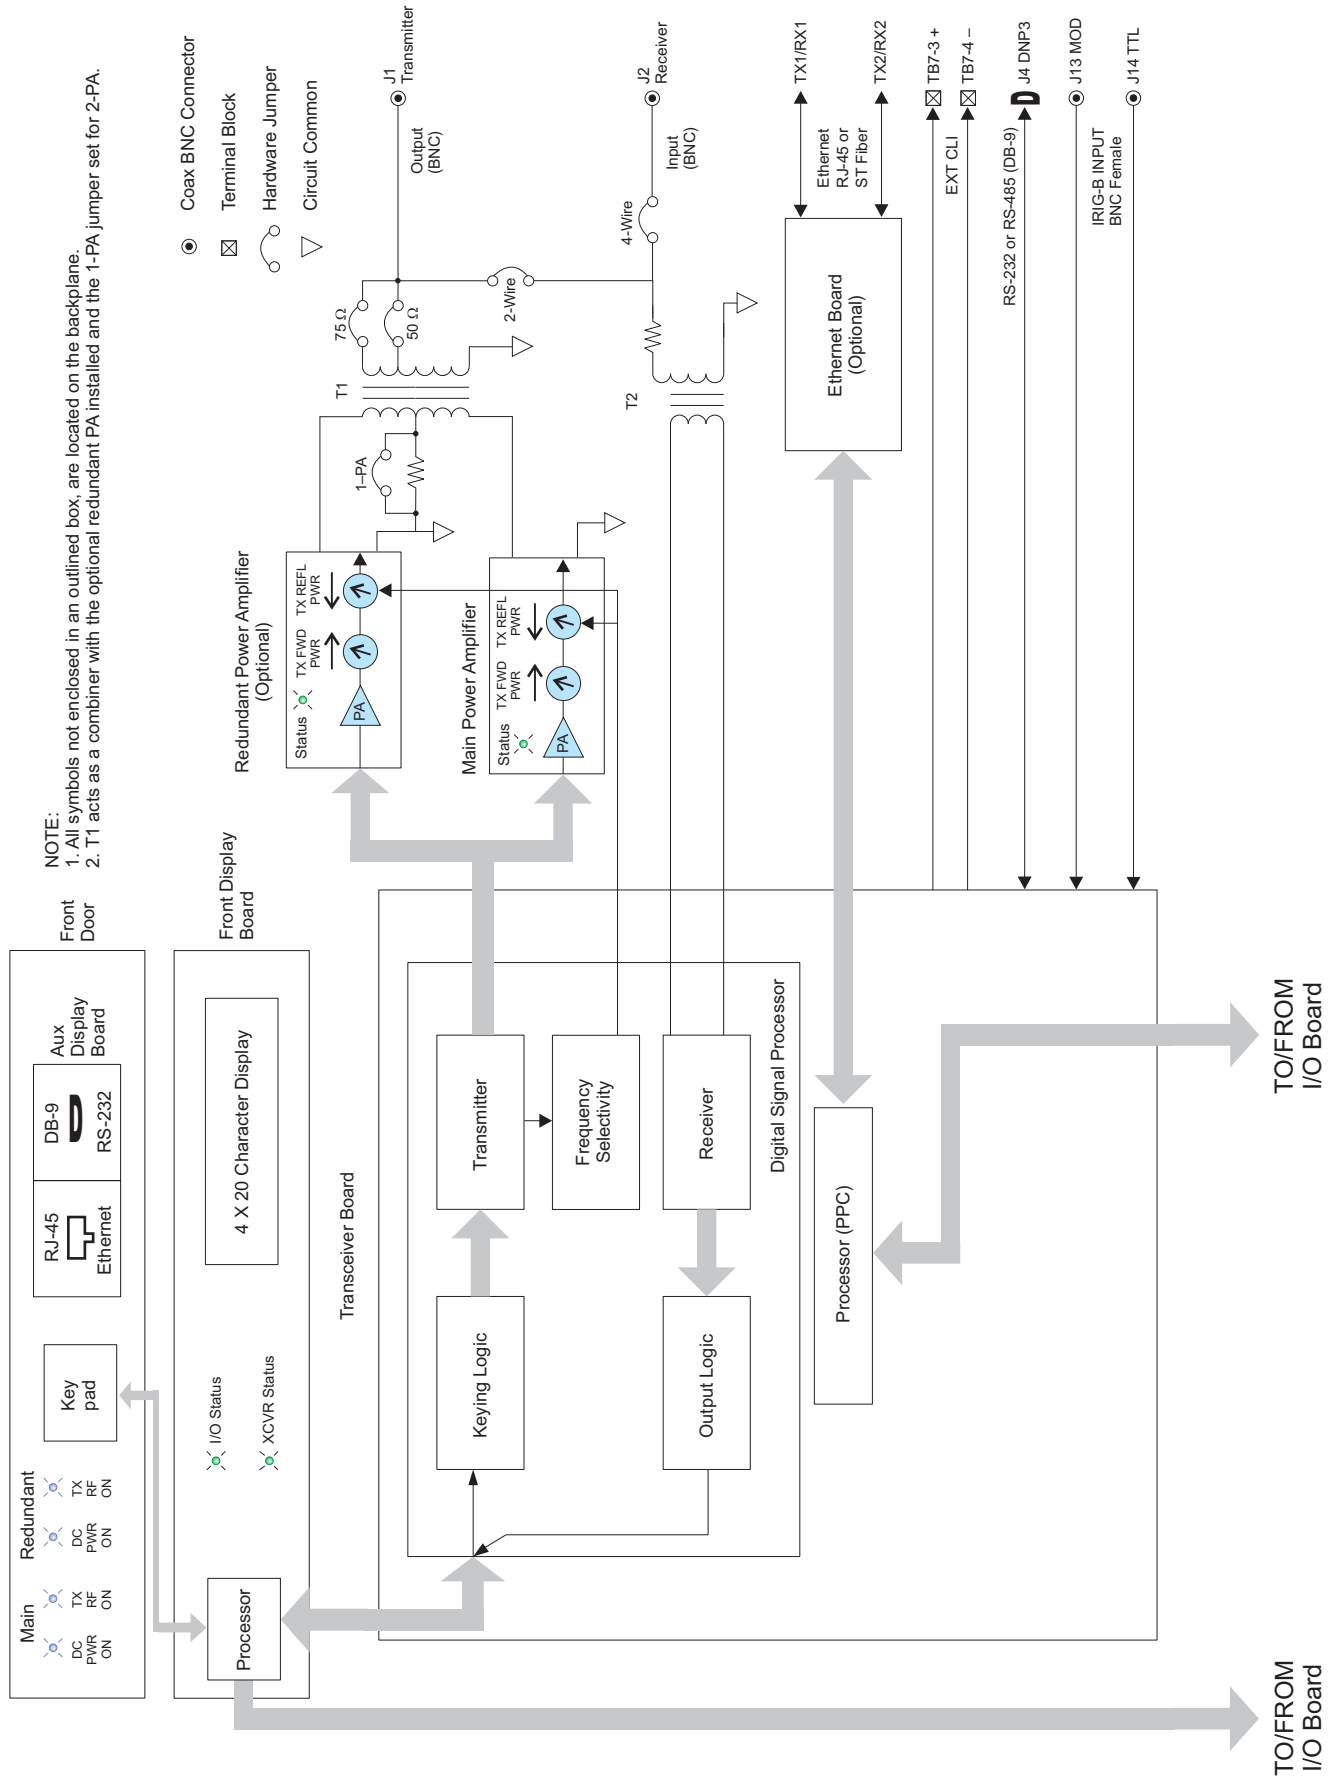 Main
Redundant
DC
PWR
ON
TX
RF
ON
DC
PWR
ON
TX
RF
ON
Key
pad
RJ-45
Ethernet
DB-9
RS-232
Aux
Display
Board
Front
Door
NOTE:
1. All symbols not enclosed in an outlined box, are located on the backplane.
2. T1 acts as a combiner with the optional redundant PA installed and the 1-PA jumper set for 2-PA.
Processor
I/O Status
XCVR Status
4 X 20 Character Display
Front Display
Board
Coax BNC Connector
Terminal Block
Hardware Jumper
Circuit Common
Redundant Power Amplifier
(Optional)
Status
TX FWD
PWR
TX REFL
PWR
PA
Main Power Amplifier
Status
TX FWD
PWR
TX REFL
PWR
PA
1–PA
T1
75 Ω
50 Ω
2-Wire
4-Wire
T2
Output
(BNC)
J1
Transmitter
Input
(BNC)
J2
Receiver
Transceiver Board
Keying Logic
Transmitter
Frequency
Selectivity
Output Logic
Receiver
Digital Signal Processor
Processor (PPC)
Ethernet Board
(Optional)
Ethernet
RJ-45 or
ST Fiber
TX1/RX1
TX2/RX2
EXT CLI
TB7-3 +
TB7-4 –
RS-232 or RS-485 (DB-9)
J4 DNP3
IRIG-B INPUT
BNC Female
J13 MOD
J14 TTL
TO/FROM
I/O Board
TO/FROM
I/O Board